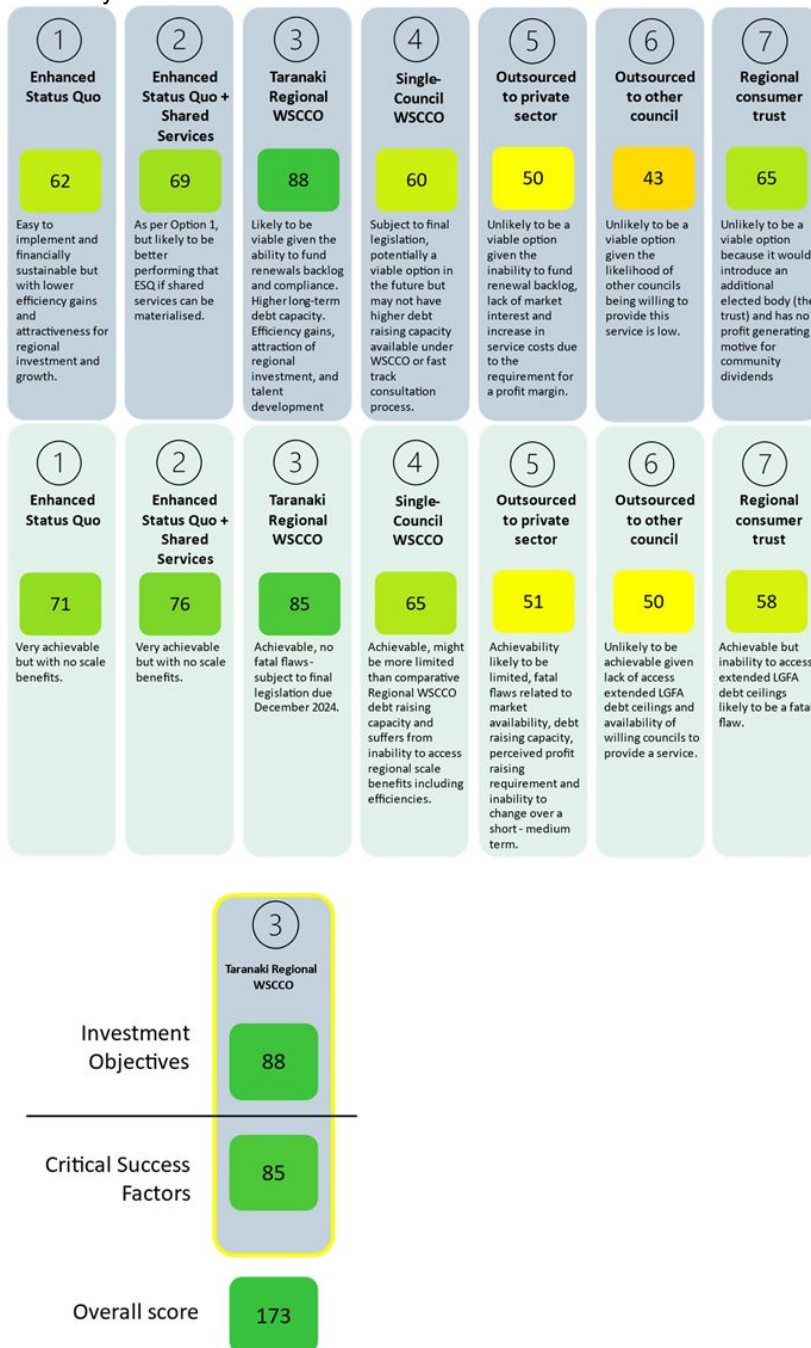 1
Enhanced
Status Quo
62
Easy to
implement and
financially
sustainable but
with lower
efficiency gains
and
attractiveness for
regional
investment and
growth.
2
Enhanced
Status Quo +
Shared
Services
69
As per Option 1,
but likely to be
better
performing that
ESQ if shared
services can be
materialised.
3
Taranaki
Regional
WSCCO
88
Likely to be
viable given the
ability to fund
renewals backlog
and compliance.
Higher long-term
debt capacity.
Efficiency gains,
attraction of
regional
investment, and
talent
development
4
Single-
Council
WSCCO
60
Subject to final
legislation,
potentially a
viable option in
the future but
may not have
higher debt
raising capacity
available under
WSCCO or fast
track
consultation
process.
5
Outsourced
to private
sector
50
Unlikely to be a
viable option
given the
inability to fund
renewal backlog,
lack of market
interest and
increase in
service costs due
to the
requirement for
a profit margin.
6
Outsourced
to other
council
43
Unlikely to be a
viable option
given the
likelihood of
other councils
being willing to
provide this
service is low.
7
Regional
consumer
trust
65
Unlikely to be a
viable option
because it would
introduce an
additional
elected body (the
trust) and has no
profit generating
motive for
community
dividends
1
Enhanced
Status Quo
71
Very achievable
but with no scale
benefits.
2
Enhanced
Status Quo +
Shared
Services
76
Very achievable
but with no scale
benefits.
3
Taranaki
Regional
WSCCO
85
Achievable, no
fatal flaws-
subject to final
legislation due
December 2024.
4
Single-
Council
WSCCO
65
Achievable, might
be more limited
than comparative
Regional WSCCO
debt raising
capacity and
suffers from
inability to access
regional scale
benefits including
efficiencies.
5
Outsourced
to private
sector
51
Achievability
likely to be
limited, fatal
flaws related to
market
availability, debt
raising capacity,
perceived profit
raising
requirement and
inability to
change over a
short - medium
term.
6
Outsourced
to other
council
50
Unlikely to be
achievable given
lack of access
extended LGFA
debt ceilings and
availability of
willing councils to
provide a service.
7
Regional
consumer
trust
58
Achievable but
inability to access
extended LGFA
debt ceilings
likely to be a fatal
flaw.
3
Taranaki Regional
WSCCO
Investment
Objectives
88
Critical Success
Factors
85
Overall score
173